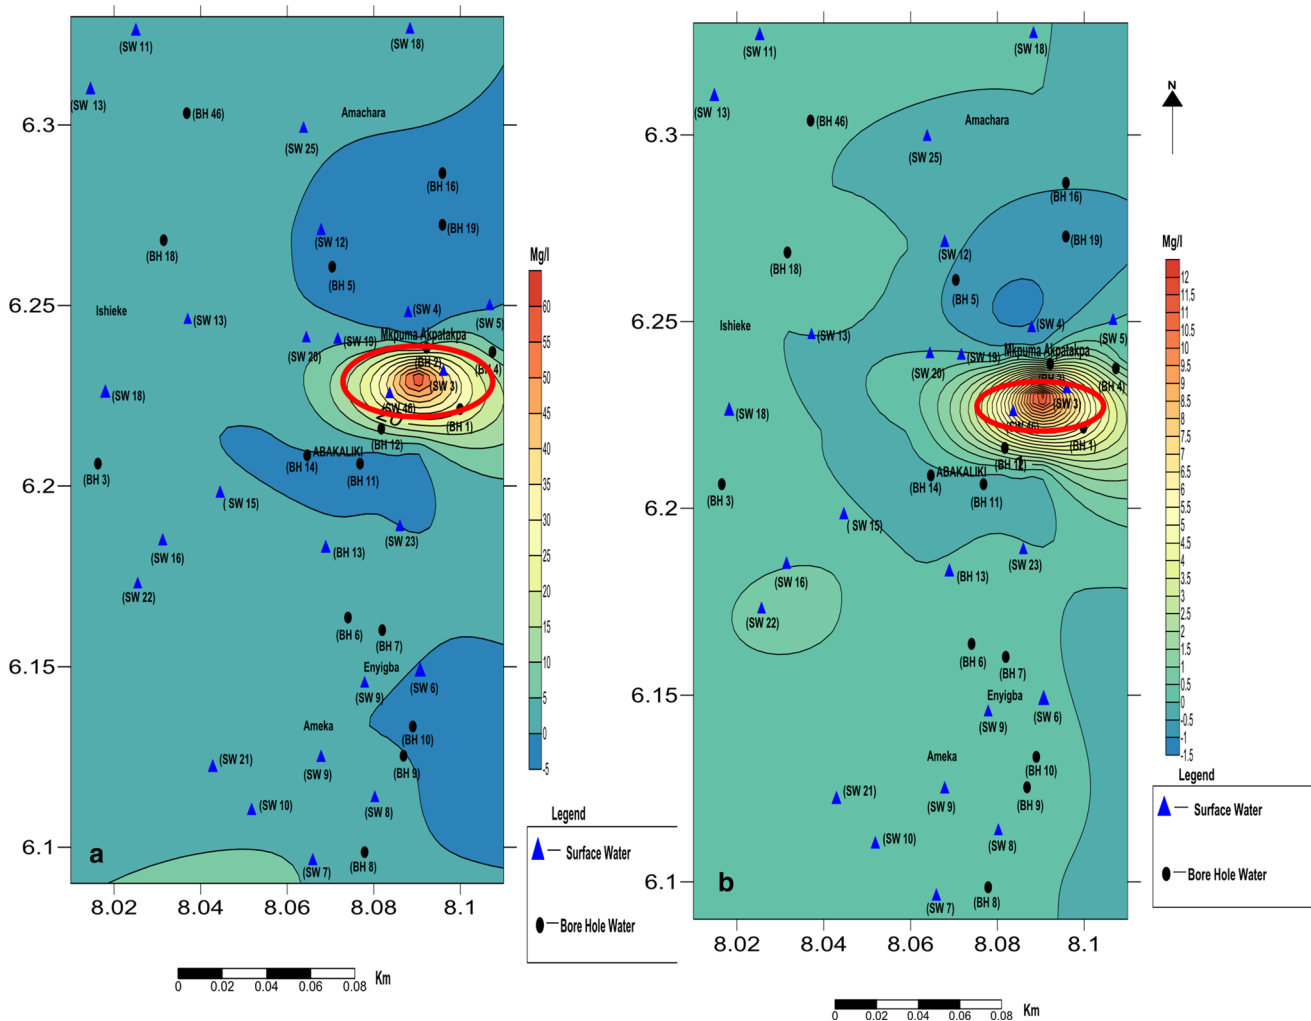 (SW 11)
(SW 18)
(SW 13)
(BH 46)
Amachara
6.3
(SW 25)
(BH 16)
(SW 12)
(BH 19)
(BH 18)
(BH 5)
6.25
Ishieke
(SW 13)
(SW 4)
(SW 5)
Mkpuma Akpatakpa
(SW 20)
(SW 19)
(BH 2)
(BH 4)
(SW 3)
(SW 18)
(SW 46)
20
(BH 1)
(BH 12)
ABAKALIKI
(BH 3)
(BH 14)
(BH 11)
6.2
(SW 15)
(SW 16)
(BH 13)
(SW 23)
(SW 22)
(BH 6)
(BH 7)
6.15
Enyigba
(SW 9)
(SW 6)
Ameka
(BH 10)
(SW 21)
(SW 9)
(BH 9)
(SW 10)
(SW 8)
6.1
a
(SW 7)
(BH 8)
8.02 8.04 8.06 8.08 8.1
0 0.02 0.04 0.06 0.08 Km
Mg/l
60
50
45
40
35
30
25
20
15
10
5
0
-5
Legend
Surface Water
Bore Hole Water
8.02 8.04 8.06 8.08 8.1
(SW 11)
(SW 18)
(SW 13)
(BH 46)
Amachara
6.3
(SW 25)
(BH 16)
(BH 19)
(SW 12)
(BH 18)
(BH 5)
6.25
Ishieke
(SW 13)
(SW 4)
(SW 5)
Mkpuma Akpatakpa
(SW 20)
(SW 19)
(BH 4)
(SW 3)
(SW 18)
(BH 1)
(BH 12)
1
ABAKALIKI
(BH 3)
(BH 14)
(BH 11)
6.2
( SW 15)
(SW 16)
(BH 13)
(SW 23)
(SW 22)
(BH 6)
(BH 7)
6.15
Enyigba
(SW 9)
(SW 6)
Ameka
(BH 10)
(SW 21)
(SW 9)
(BH 9)
(SW 10)
(SW 8)
6.1
b
(SW 7)
(BH 8)
8.02 8.04 8.06 8.08 8.1
0 0.02 0.04 0.06 0.08 Km
N
Mg/l
12
11.5
10.5
10
9.5
9
8.5
8
7.5
7
6.5
6
5.5
5
4.5
4
3.5
3
2.5
2
1.5
1
0.5
0
-0.5
-1
-1.5
Legend
Surface Water
Bore Hole Water